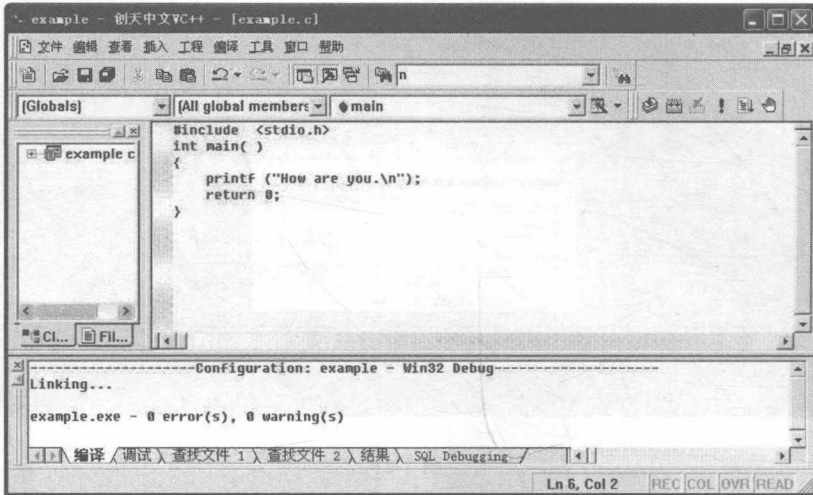 example - 创天中文VC++ - [example.c]
文件 编辑 查看 插入 工程 编译 工具 窗口 帮助
n
(Globals) (All global members main
#include <stdio.h>
int main( )
{
printf ("How are you.\n");
return 0;
}
example c
Cl... Fil...
--------------------Configuration: example - Win32 Debug--------------------
Linking...
example.exe - 0 error(s), 0 warning(s)
编译 调试 查找文件 1 查找文件 2 结果 SQL Debugging
Ln 6, Col 2 REC COL OVR READ